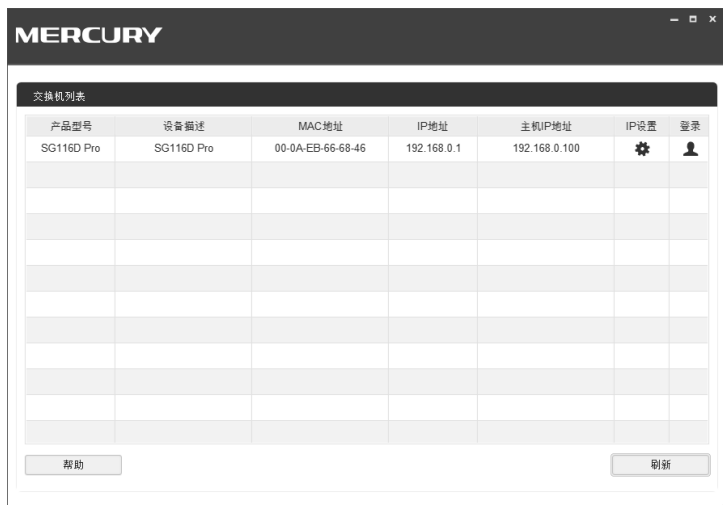 MERCURY
交换机列表
产品型号 设备描述 MAC地址 IP地址 主机IP地址 IP设置 登录
SG116D Pro SG116D Pro 00-0A-EB-66-68-46 192.168.0.1 192.168.0.100
帮助 刷新